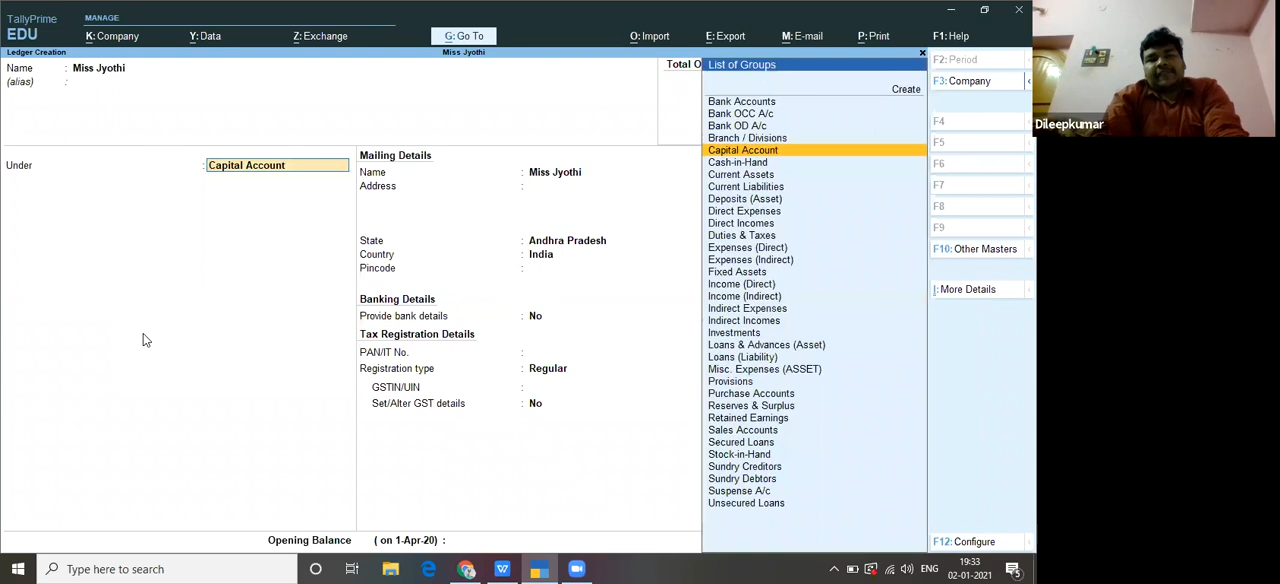 TallyPrime
EDU
MANAGE
K: Company
Y: Data
Z: Exchange
G: Go To
O: Import
E: Export
M: E-mail
P: Print
F1: Help
Ledger Creation
Miss Jyothi
Name : Miss Jyothi
(alias) :
Total O
Under : Capital Account
Mailing Details
Name : Miss Jyothi
Address :
State : Andhra Pradesh
Country : India
Pincode :
Banking Details
Provide bank details : No
Tax Registration Details
PAN/IT No. :
Registration type : Regular
GSTIN/UIN :
Set/Alter GST details : No
Opening Balance ( on 1-Apr-20) :
List of Groups
Create
Bank Accounts
Bank OCC A/c
Bank OD A/c
Branch / Divisions
Capital Account
Cash-in-Hand
Current Assets
Current Liabilities
Deposits (Asset)
Direct Expenses
Direct Incomes
Duties & Taxes
Expenses (Direct)
Expenses (Indirect)
Fixed Assets
Income (Direct)
Income (Indirect)
Indirect Expenses
Indirect Incomes
Investments
Loans & Advances (Asset)
Loans (Liability)
Misc. Expenses (ASSET)
Provisions
Purchase Accounts
Reserves & Surplus
Retained Earnings
Sales Accounts
Secured Loans
Stock-in-Hand
Sundry Creditors
Sundry Debtors
Suspense A/c
Unsecured Loans
F2: Period
F3: Company
F4
F5
F6
F7
F8
F9
F10: Other Masters
I: More Details
F12: Configure
Dileepkumar
Type here to search
ENG
19:33
02-01-2021
5